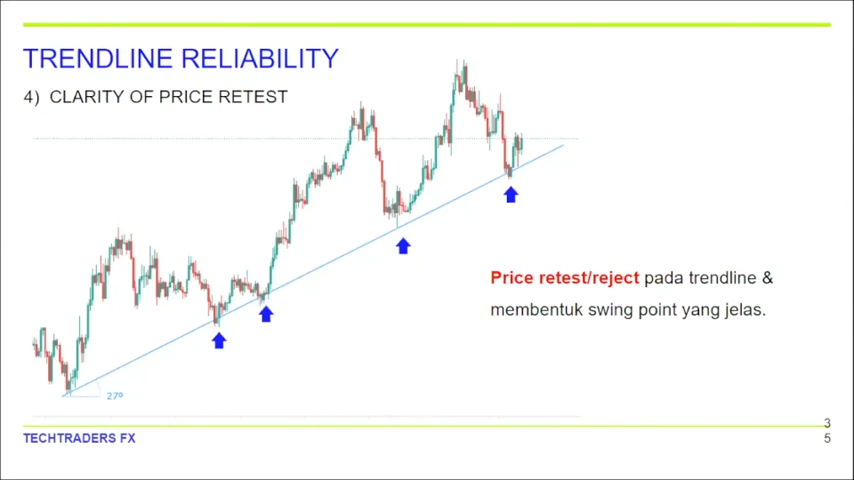 TRENDLINE RELIABILITY
4) CLARITY OF PRICE RETEST
Price retest/reject pada trendline &
membentuk swing point yang jelas.
27º
TECHTRADERS FX
3
5